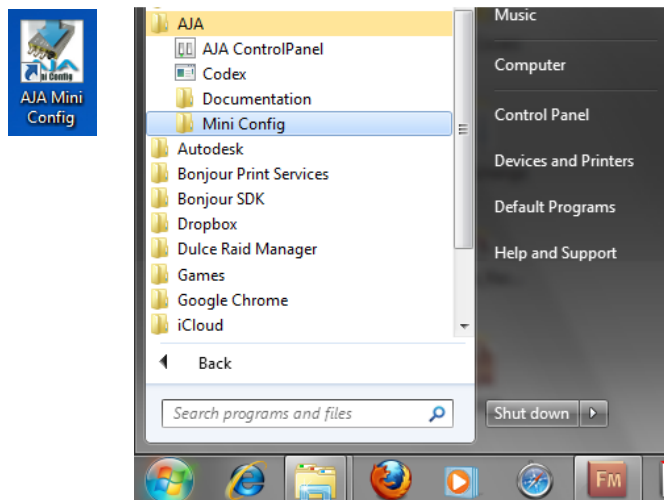 ni Config
AJA Mini
Config
AJA
AJA ControlPanel
Codex
Documentation
Mini Config
Autodesk
Bonjour Print Services
Bonjour SDK
Dropbox
Dulce Raid Manager
Games
Google Chrome
iCloud
Back
Search programs and files
Music
Computer
Control Panel
Devices and Printers
Default Programs
Help and Support
Shut down
FM